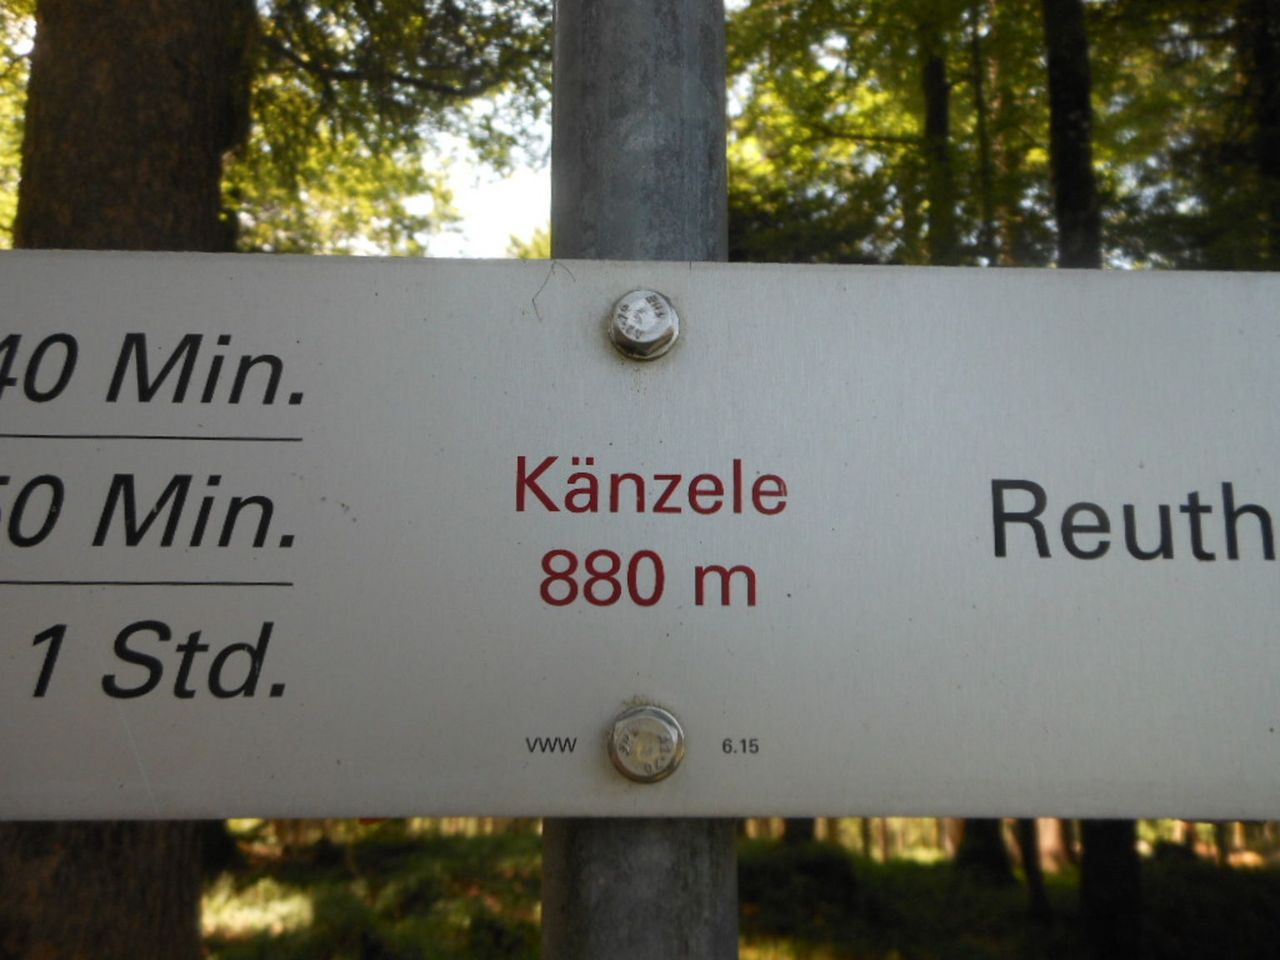 40 Min.
50 Min.
1 Std.
Känzele
880 m
VWW 6.15
Reuth